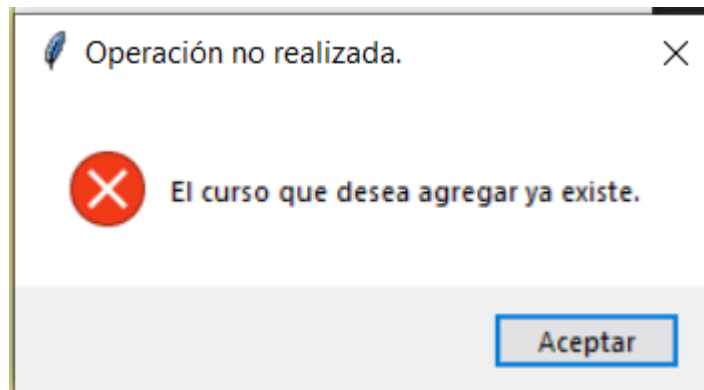 Operación no realizada.
El curso que desea agregar ya existe.
Aceptar